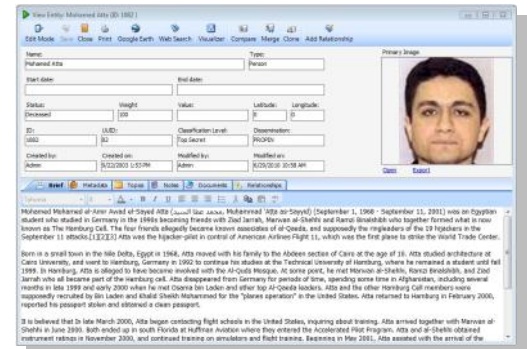 View Entity: Mohamed Atta (ID: 1082)
Edit Mode Save Close Print Google Earth Web Search Visualizer Compare Merge Clone Add Relationship
Name: Type: Primary Image
Mohamed Atta Person
Start date: End date:
Status: Weight Value: Latitude: Longitude:
Deceased 100 0 0
ID: UUID: Classification Level: Dissemination:
1082 82 Top Secret PROPIN
Created by: Created on: Modified by: Modified on:
Admin 5/22/2003 1:53 PM Admin 6/29/2010 10:58 AM
Open Export
Brief Metadata Topics Notes Documents Relationships
Mohamed Mohamed el-Amir Awad el-Sayed Atta (محمد عطا السيد, Muḥammad 'Aṭṭa as-Sayyid) (September 1, 1968 - September 11, 2001) was an Egyptian
student who studied in Germany in the 1990s becoming friends with Ziad Jarrah, Marwan al-Shehhi and Ramzi Binalshibh who together formed what is now
known as The Hamburg Cell. The four friends allegedly became known associates of al-Qaeda, and supposedly the ringleaders of the 19 hijackers in the
September 11 attacks.[1][2][3] Atta was the hijacker-pilot in control of American Airlines Flight 11, which was the first plane to strike the World Trade Center.
Born in a small town in the Nile Delta, Egypt in 1968, Atta moved with his family to the Abdeen section of Cairo at the age of 10. Atta studied architecture at
Cairo University, and went to Hamburg, Germany in 1992 to continue his studies at the Technical University of Hamburg, where he remained a student until fall
1999. In Hamburg, Atta is alleged to have become involved with the Al-Quds Mosque. At some point, he met Marwan al-Shehhi, Ramzi Binalshibh, and Ziad
Jarrah who all became part of the Hamburg cell. Atta disappeared from Germany for periods of time, spending some time in Afghanistan, including several
months in late 1999 and early 2000 when he met Osama bin Laden and other top Al-Qaeda leaders. Atta and the other Hamburg Cell members were
supposedly recruited by Bin Laden and Khalid Sheikh Mohammed for the "planes operation" in the United States. Atta returned to Hamburg in February 2000,
reported his passport stolen and obtained a clean passport.
It is believed that In late March 2000, Atta began contacting flight schools in the United States, inquiring about training. Atta arrived together with Marwan al-
Shehhi in June 2000. Both ended up in south Florida at Huffman Aviation where they entered the Accelerated Pilot Program. Atta and al-Shehhi obtained
instrument ratings in November 2000, and continued training on simulators and flight training. Beginning in May 2001, Atta assisted with the arrival of the